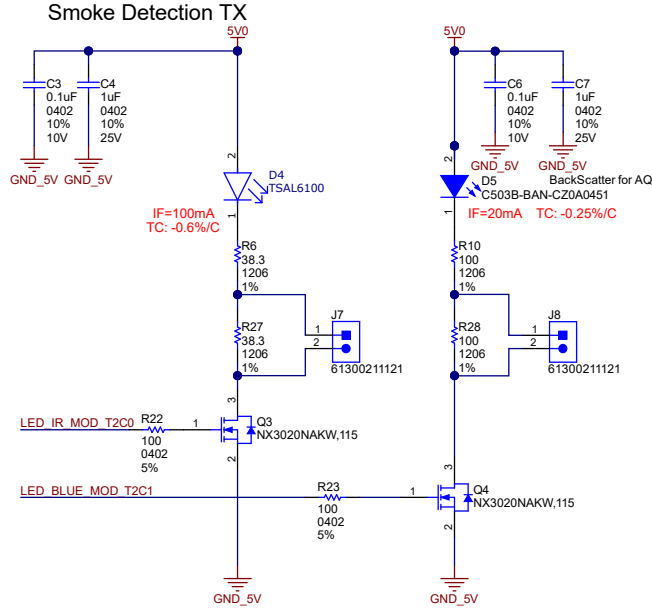 Smoke Detection TX
5V0
5V0
C3
0.1uF
0402
10%
10V
C4
1uF
0402
10%
25V
C6
0.1uF
0402
10%
10V
C7
1uF
0402
10%
25V
GND_5V
GND_5V
GND_5V
GND_5V
2
D4
TSAL6100
1
IF=100mA
TC: -0.6%/C
2
D5
BackScatter for AQ
C503B-BAN-CZ0A0451
1
IF=20mA
TC: -0.25%/C
R6
38.3
1206
1%
R10
100
1206
1%
R27
38.3
1206
1%
J7
1
2
61300211121
R28
100
1206
1%
J8
1
2
61300211121
LED_IR_MOD_T2C0
R22
100
0402
5%
1
3
Q3
NX3020NAKW,115
2
LED_BLUE_MOD_T2C1
R23
100
0402
5%
1
3
Q4
NX3020NAKW,115
2
GND_5V
GND_5V